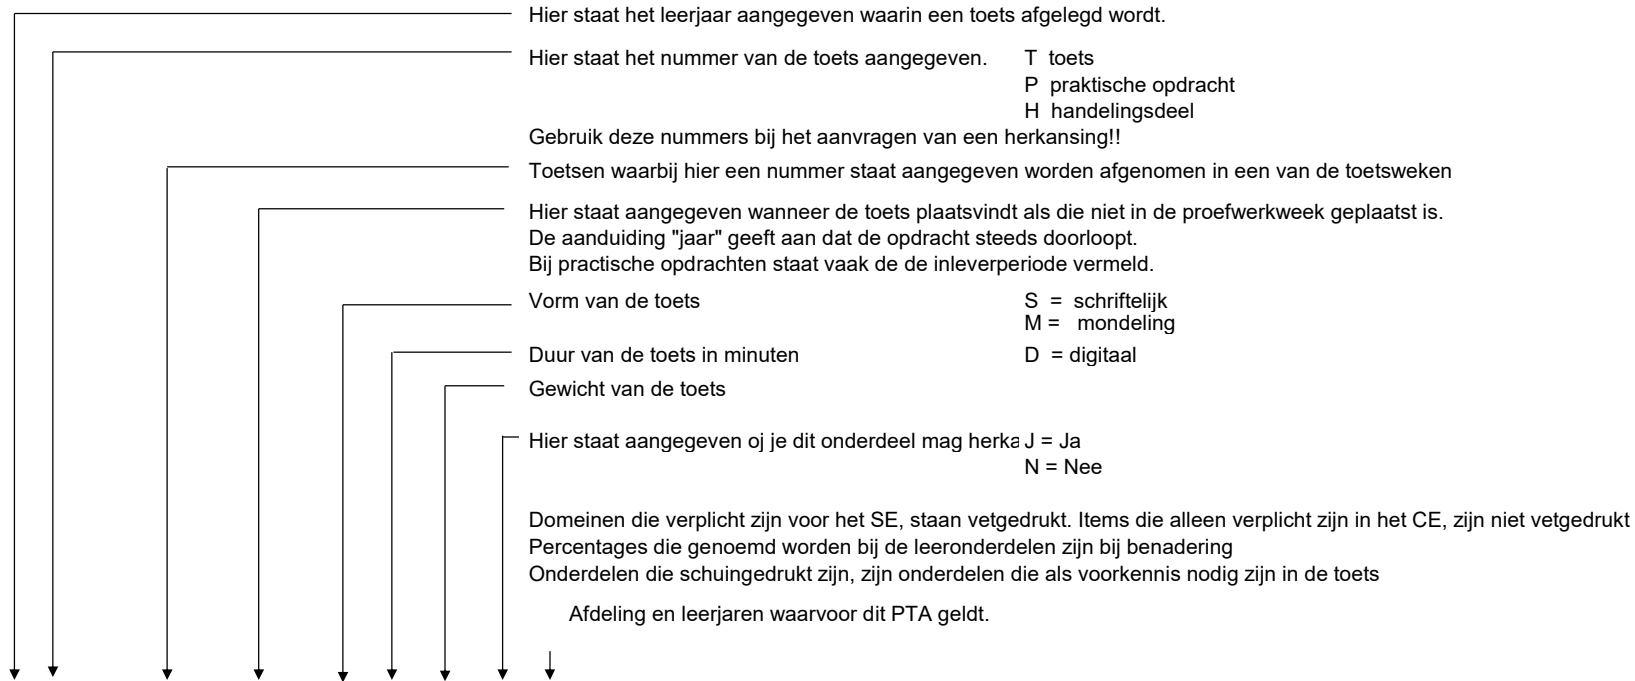 Hier staat het leerjaar aangegeven waarin een toets afgelegd wordt.
Hier staat het nummer van de toets aangegeven. T toets
P praktische opdracht
H handelingsdeel
Gebruik deze nummers bij het aanvragen van een herkansing!!
Toetsen waarbij hier een nummer staat aangegeven worden afgenomen in een van de toetsweken
Hier staat aangegeven wanneer de toets plaatsvindt als die niet in de proefwerkweek geplaatst is.
De aanduiding "jaar" geeft aan dat de opdracht steeds doorloopt.
Bij practische opdrachten staat vaak de de inleverperiode vermeld.
Vorm van de toets S = schriftelijk
M = mondeling
Duur van de toets in minuten D = digitaal
Gewicht van de toets
Hier staat aangegeven oj je dit onderdeel mag herka J = Ja
N = Nee
Domeinen die verplicht zijn voor het SE, staan vetgedrukt. Items die alleen verplicht zijn in het CE, zijn niet vetgedrukt
Percentages die genoemd worden bij de leeronderdelen zijn bij benadering
Onderdelen die schuingedrukt zijn, zijn onderdelen die als voorkennis nodig zijn in de toets
Afdeling en leerjaren waarvoor dit PTA geldt.